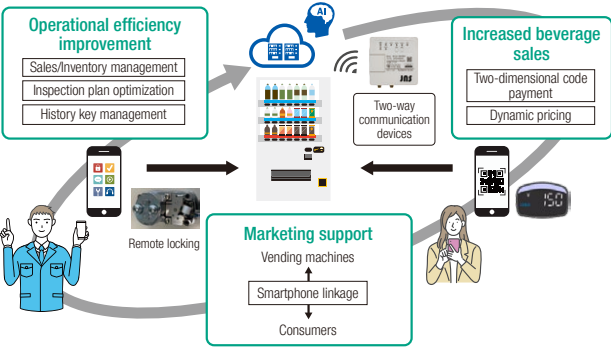 Operational efficiency
improvement
Sales/Inventory management
Inspection plan optimization
History key management
AI
Increased beverage
sales
Two-dimensional code
payment
Dynamic pricing
Two-way
communication
devices
150
Remote locking
Marketing support
Vending machines
Smartphone linkage
Consumers